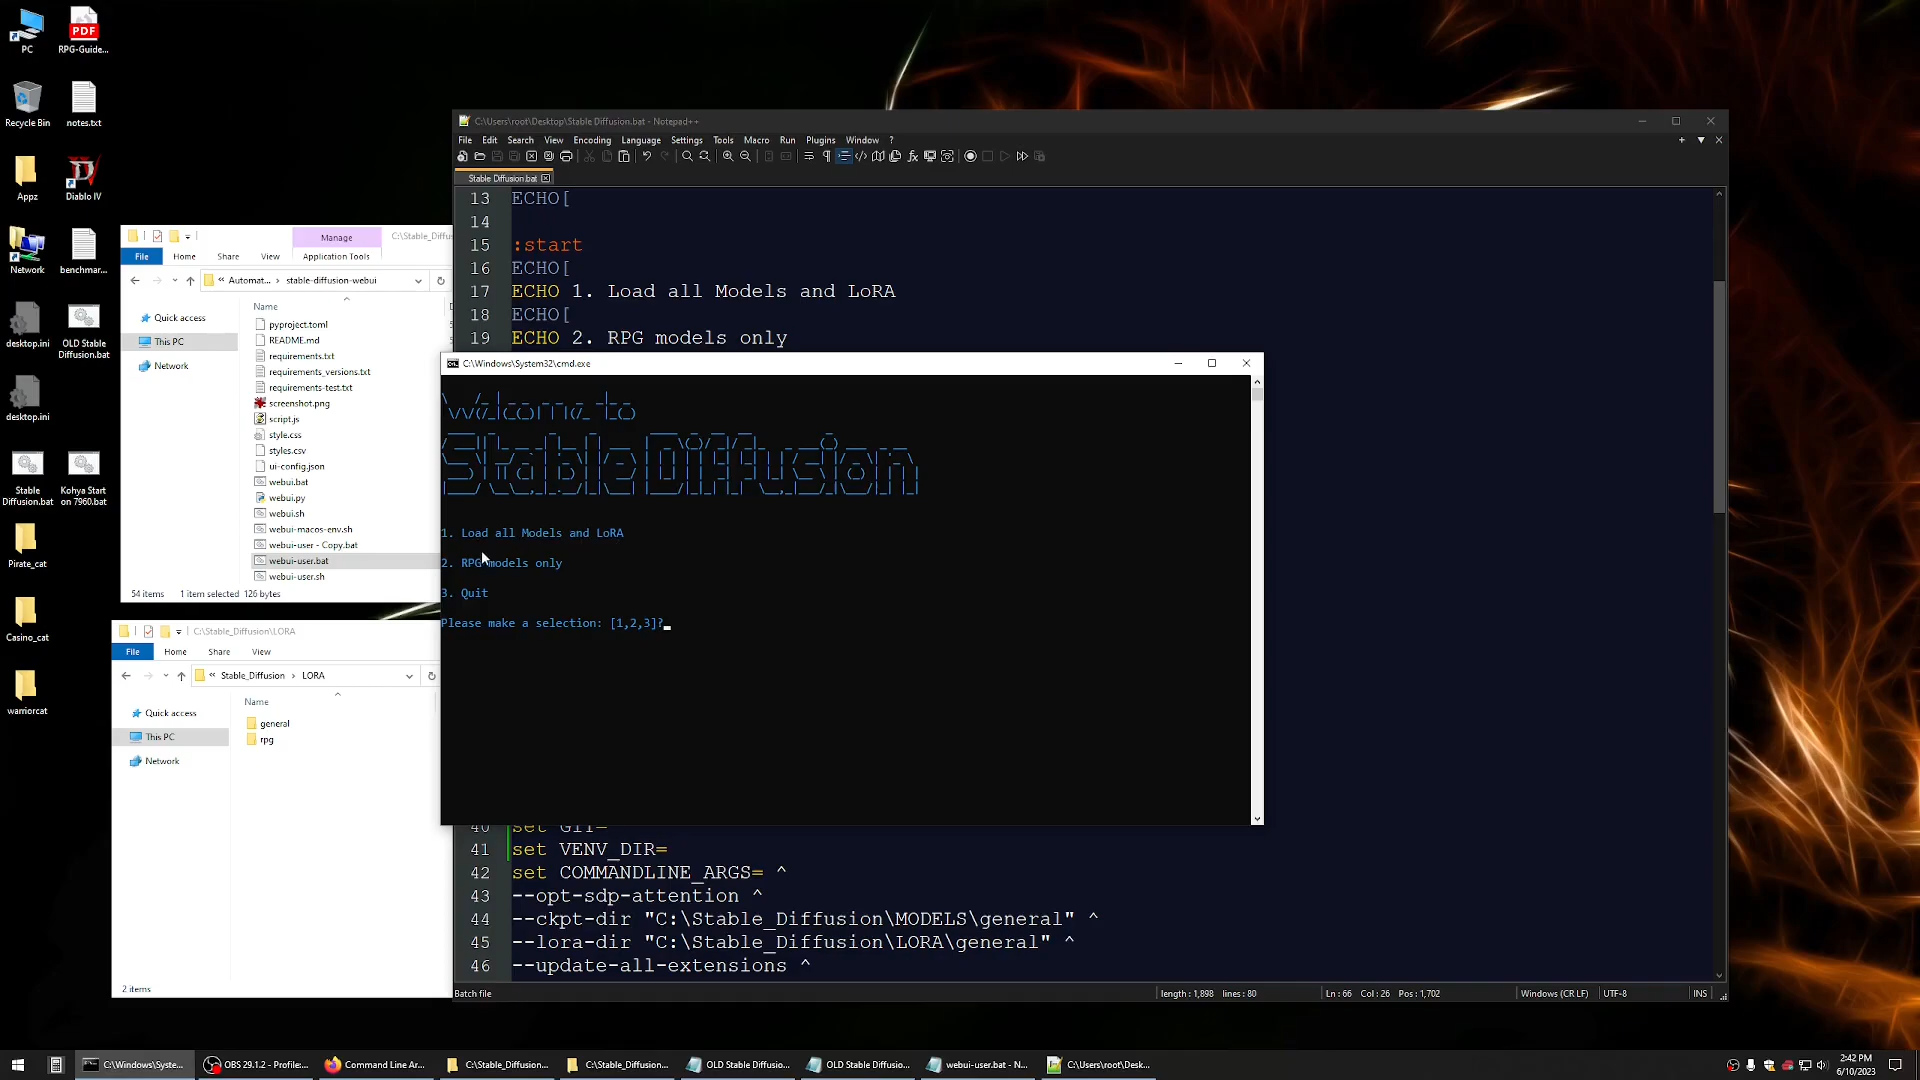 PC
RPG-Guide...
Recycle Bin
notes.txt
Appz
Diablo IV
Network
benchmar...
desktop.ini
OLD Stable
Diffusion.bat
desktop.ini
Stable
Diffusion.bat
Kohya Start
on 7960.bat
Pirate_cat
Casino_cat
warriorcat
Manage
C:\Stable_Diffu
File Home Share View Application Tools
« Automat... › stable-diffusion-webui
Name
Quick access
This PC
Network
pyproject.toml
README.md
requirements.txt
requirements_versions.txt
requirements-test.txt
screenshot.png
script.js
style.css
styles.csv
ui-config.json
webui.bat
webui.py
webui.sh
webui-macos-env.sh
webui-user - Copy.bat
webui-user.bat
webui-user.sh
54 items 1 item selected 126 bytes
C:\Stable_Diffusion\LORA
File Home Share View
« Stable_Diffusion › LORA
Name
Quick access
This PC
Network
general
rpg
2 items
C:\Users\root\Desktop\Stable Diffusion.bat - Notepad++
File Edit Search View Encoding Language Settings Tools Macro Run Plugins Window ?
Stable Diffusion.bat
13 ECHO[
14
15 :start
16 ECHO[
17 ECHO 1. Load all Models and LoRA
18 ECHO[
19 ECHO 2. RPG models only
C:\Windows\System32\cmd.exe
Welcome to
Stable Diffusion
1. Load all Models and LoRA
2. RPG models only
3. Quit
Please make a selection: [1,2,3]?
40 set GIT=
41 set VENV_DIR=
42 set COMMANDLINE_ARGS= ^
43 --opt-sdp-attention ^
44 --ckpt-dir "C:\Stable_Diffusion\MODELS\general" ^
45 --lora-dir "C:\Stable_Diffusion\LORA\general" ^
46 --update-all-extensions ^
Batch file length : 1,898 lines : 80 Ln : 66 Col : 26 Pos : 1,702 Windows (CR LF) UTF-8 INS
C:\Windows\Syste...
OBS 29.1.2 - Profile:...
Command Line Ar...
C:\Stable_Diffusion...
C:\Stable_Diffusion...
OLD Stable Diffusio...
OLD Stable Diffusio...
webui-user.bat - N...
C:\Users\root\Desk...
2:42 PM
6/10/2023